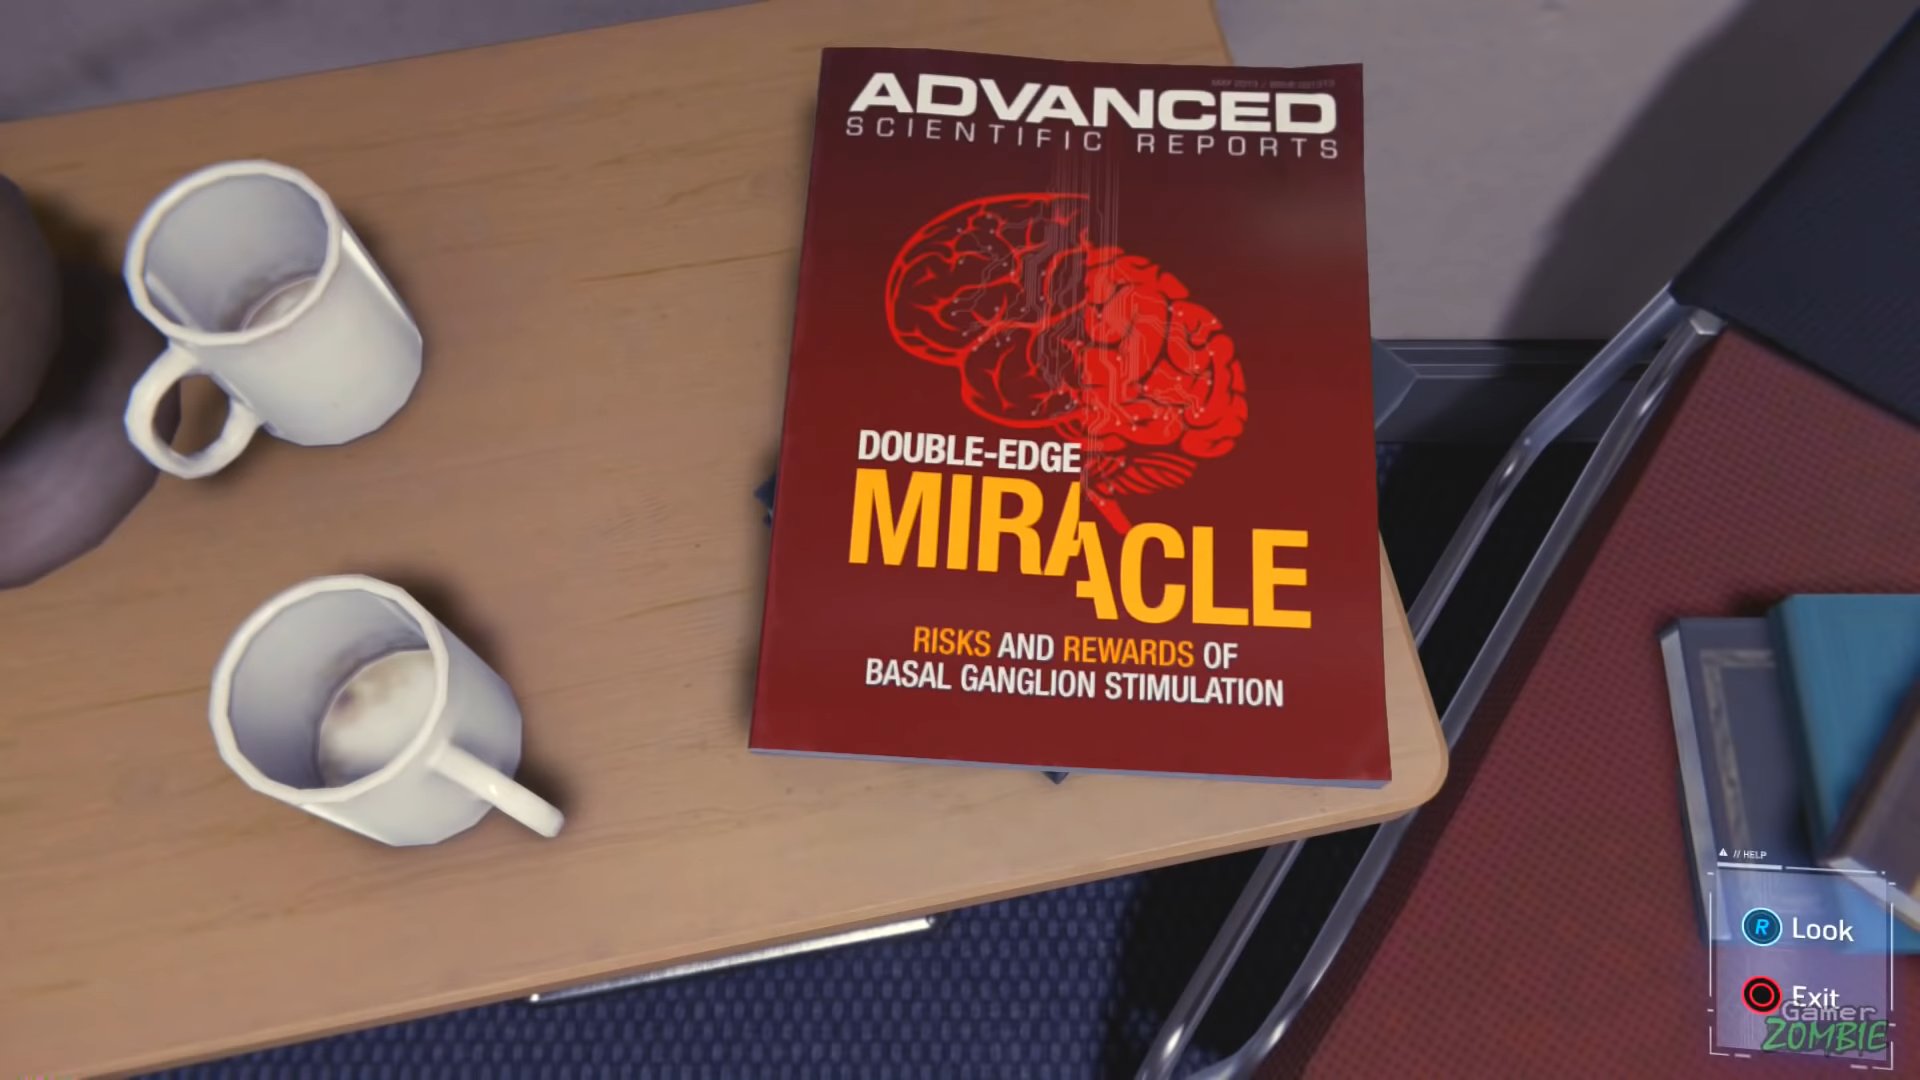 ADVANCED
SCIENTIFIC REPORTS
DOUBLE-EDGE
MIRACLE
RISKS AND REWARDS OF
BASAL GANGLION STIMULATION
// HELP
R Look
Exit
Gamer
ZOMBIE